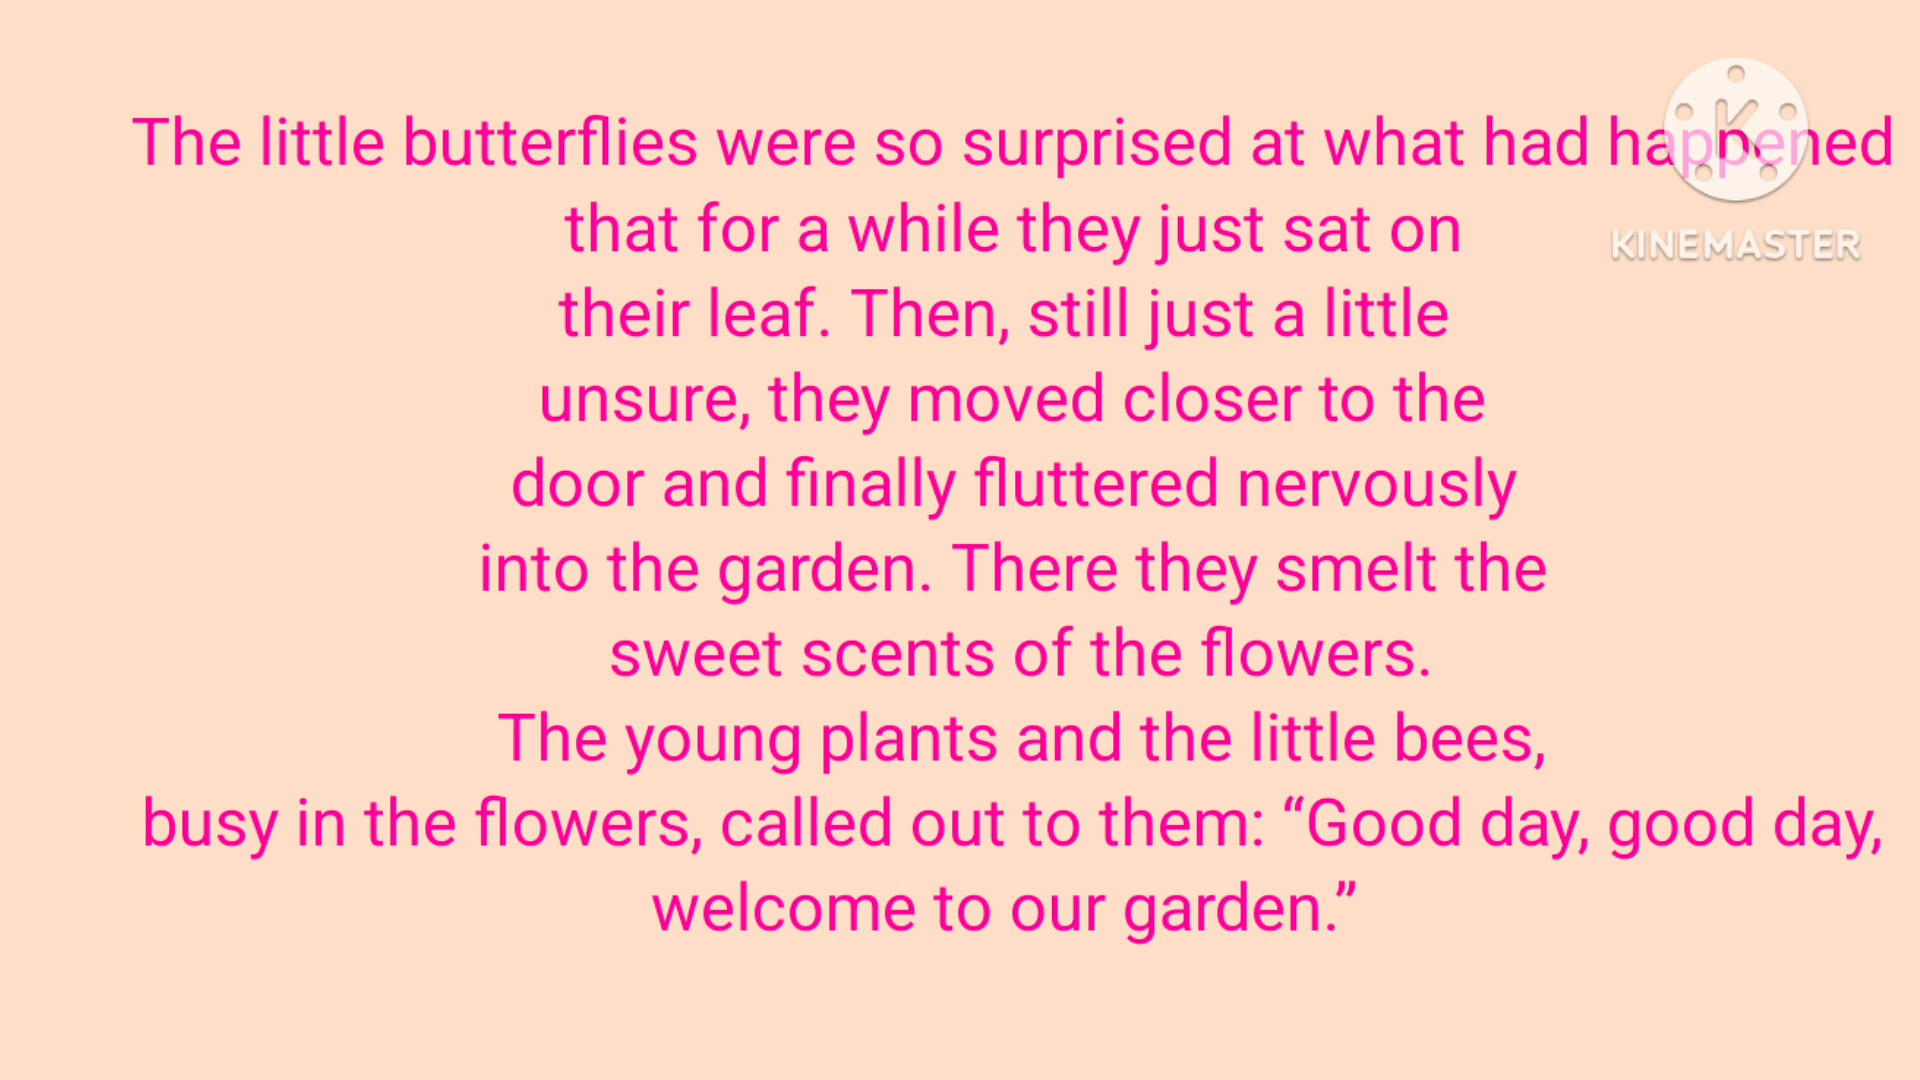 The little butterflies were so surprised at what had happened
that for a while they just sat on
their leaf. Then, still just a little
unsure, they moved closer to the
door and finally fluttered nervously
into the garden. There they smelt the
sweet scents of the flowers.
The young plants and the little bees,
busy in the flowers, called out to them: “Good day, good day,
welcome to our garden.”
K
KINEMASTER